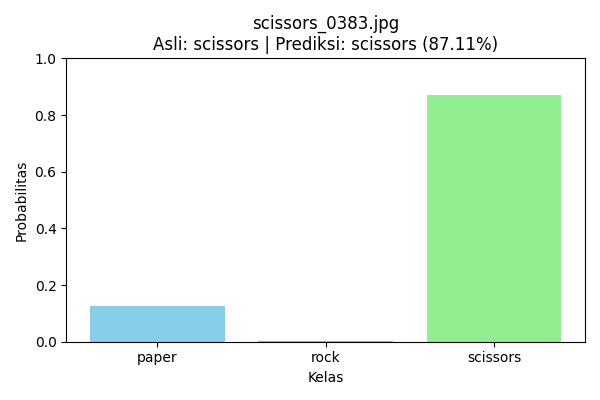 scissors_0383.jpg
Asli: scissors | Prediksi: scissors (87.11%)
1.0
0.8
0.6
0.4
0.2
0.0
Probabilitas
paper rock scissors
Kelas